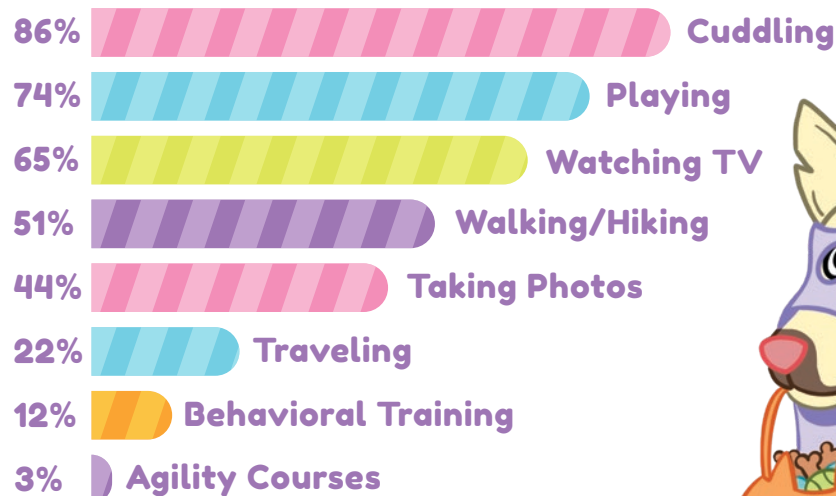 86% Cuddling
74% Playing
65% Watching TV
51% Walking/Hiking
44% Taking Photos
22% Traveling
12% Behavioral Training
3% Agility Courses